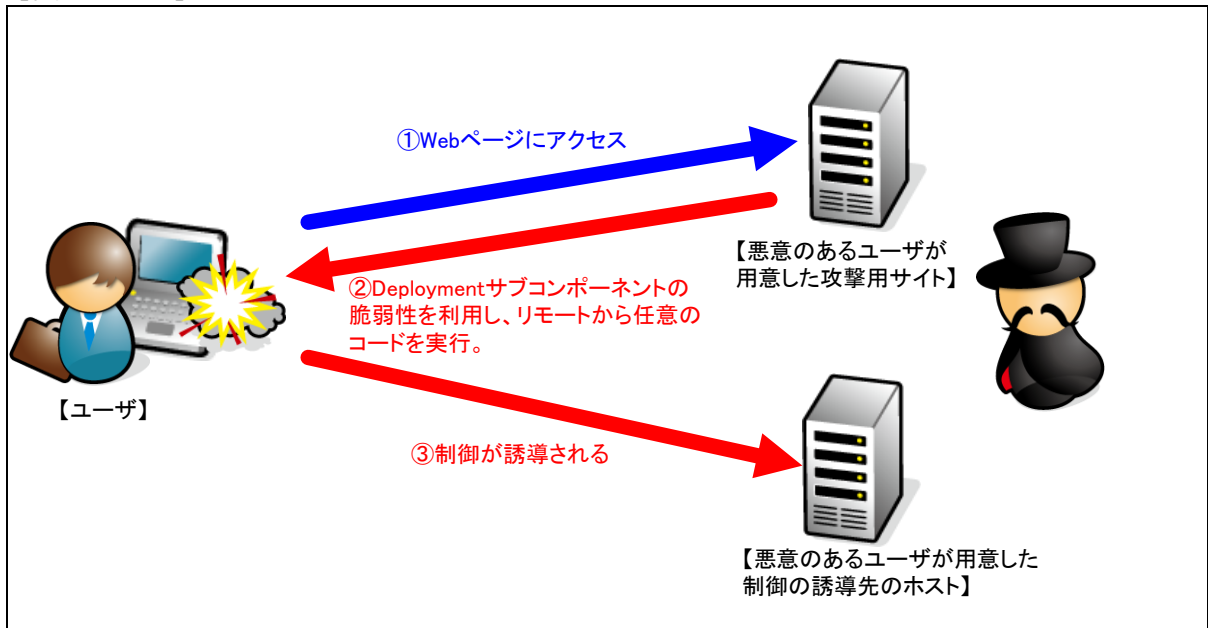 ①Webページにアクセス
【悪意のあるユーザが
用意した攻撃用サイト】
②Deploymentサブコンポーネントの
脆弱性を利用し、リモートから任意の
コードを実行。
【ユーザ】
③制御が誘導される
【悪意のあるユーザが用意した
制御の誘導先のホスト】